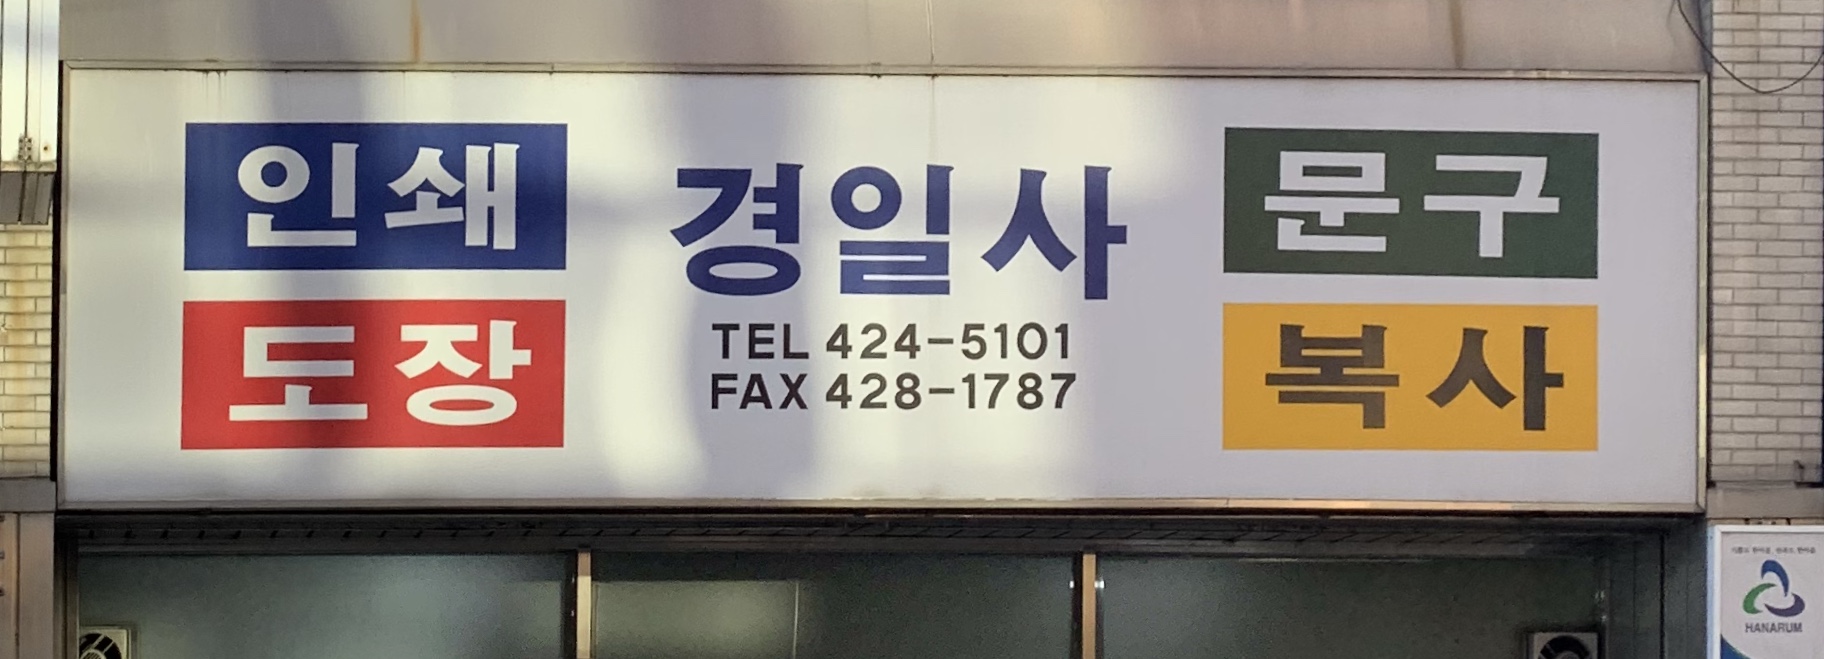 인쇄
도장
경일사
TEL 424-5101
FAX 428-1787
문구
복사
HANARUM